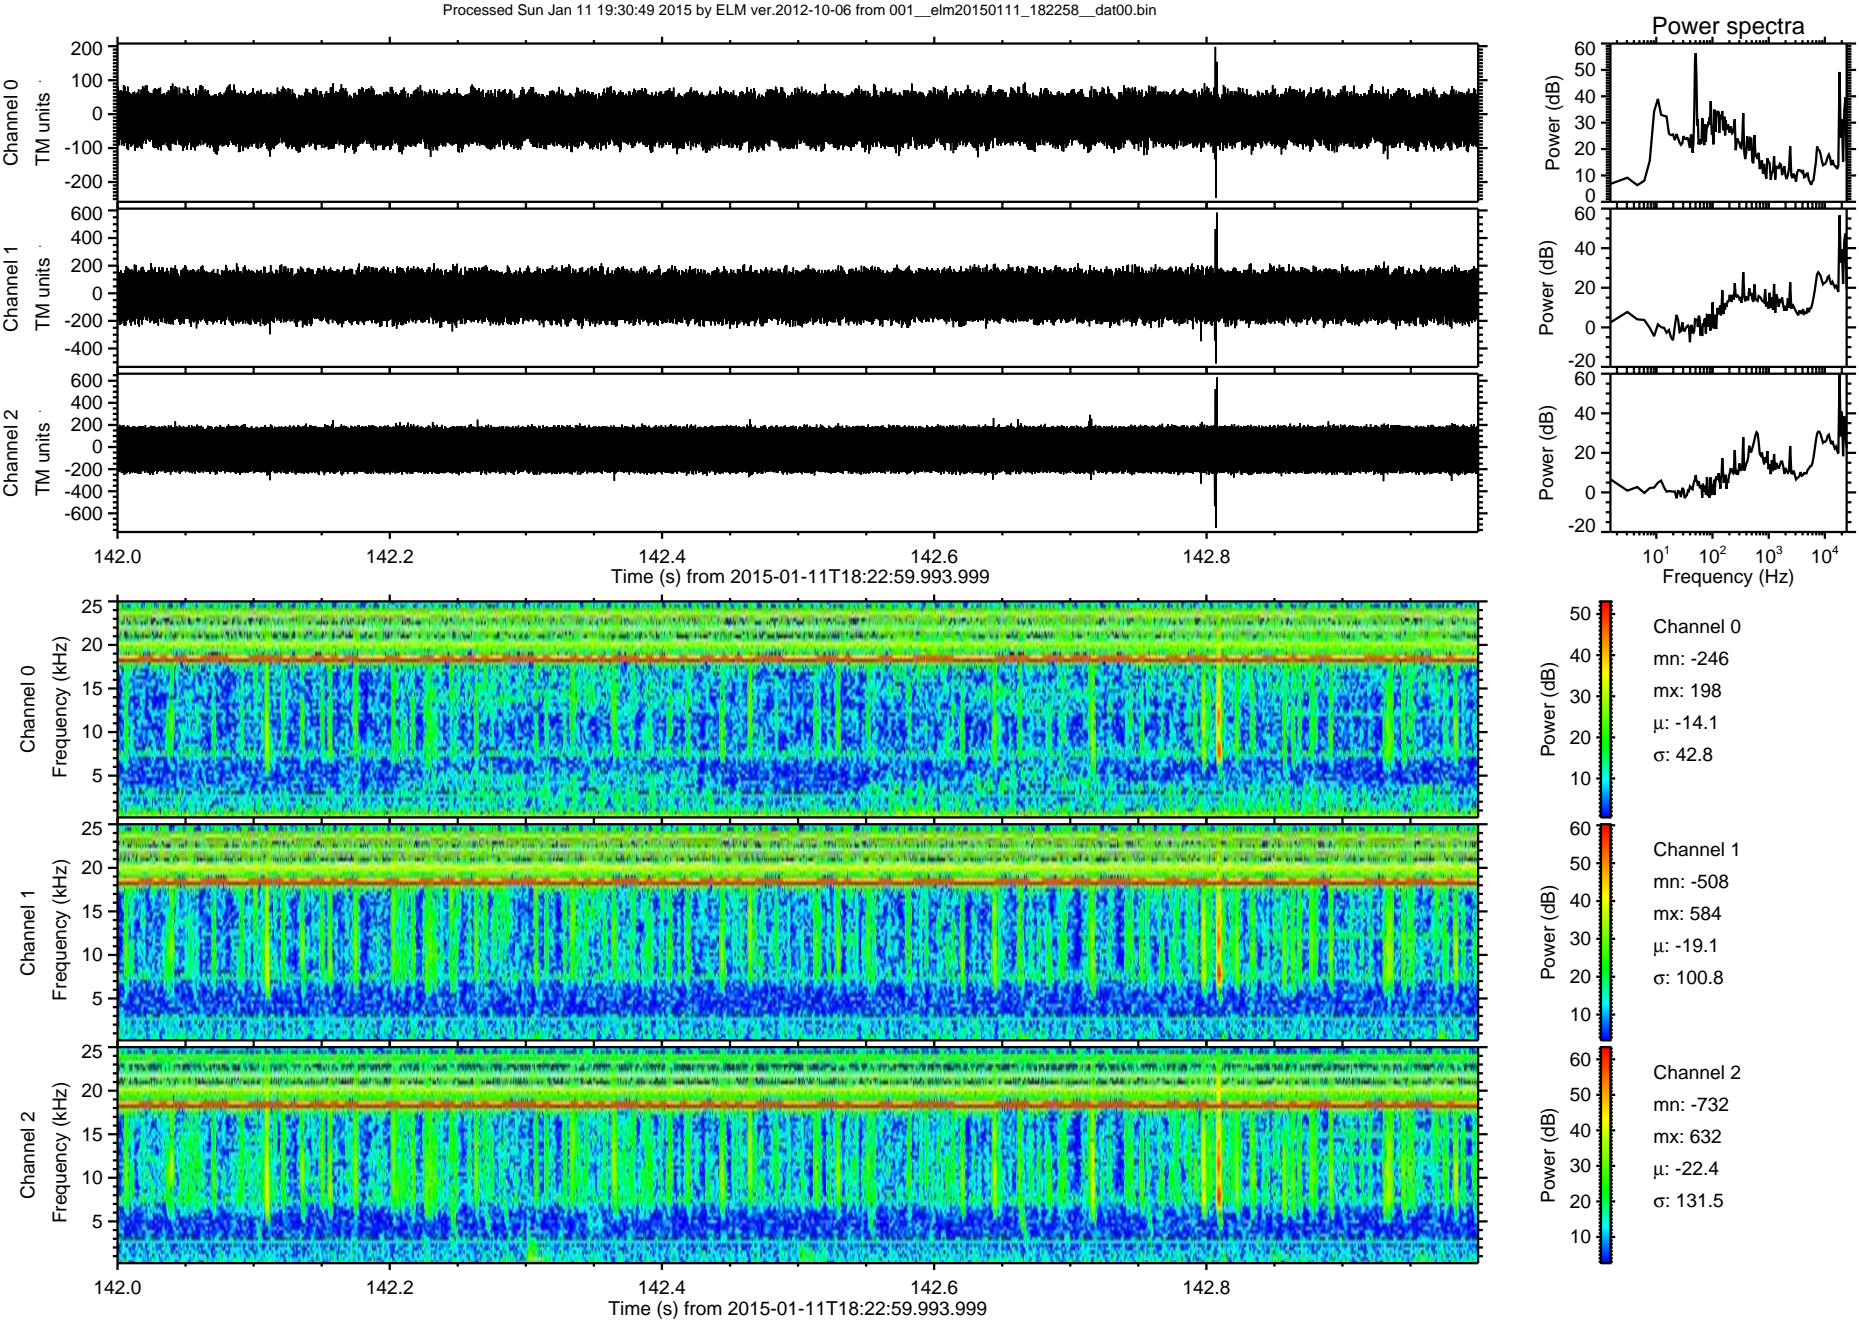 Processed Sun Jan 11 19:30:49 2015 by ELM ver.2012-10-06 from 001__elm20150111_182258__dat00.bin
Power spectra
Channel 0
TM units
200
100
0
-100
-200
Power (dB)
60
50
40
30
20
10
0
Channel 1
TM units
600
400
200
0
-200
-400
Power (dB)
60
40
20
0
-20
Channel 2
TM units
600
400
200
0
-200
-400
-600
Power (dB)
60
40
20
0
-20
142.0 142.2 142.4 142.6 142.8
Time (s) from 2015-01-11T18:22:59.993.999
10¹ 10² 10³ 10⁴
Frequency (Hz)
Channel 0
Frequency (kHz)
25
20
15
10
5
Power (dB)
50
40
30
20
10
Channel 0
mn: -246
mx: 198
μ: -14.1
σ: 42.8
Channel 1
Frequency (kHz)
25
20
15
10
5
Power (dB)
60
50
40
30
20
10
Channel 1
mn: -508
mx: 584
μ: -19.1
σ: 100.8
Channel 2
Frequency (kHz)
25
20
15
10
5
Power (dB)
60
50
40
30
20
10
Channel 2
mn: -732
mx: 632
μ: -22.4
σ: 131.5
142.0 142.2 142.4 142.6 142.8
Time (s) from 2015-01-11T18:22:59.993.999